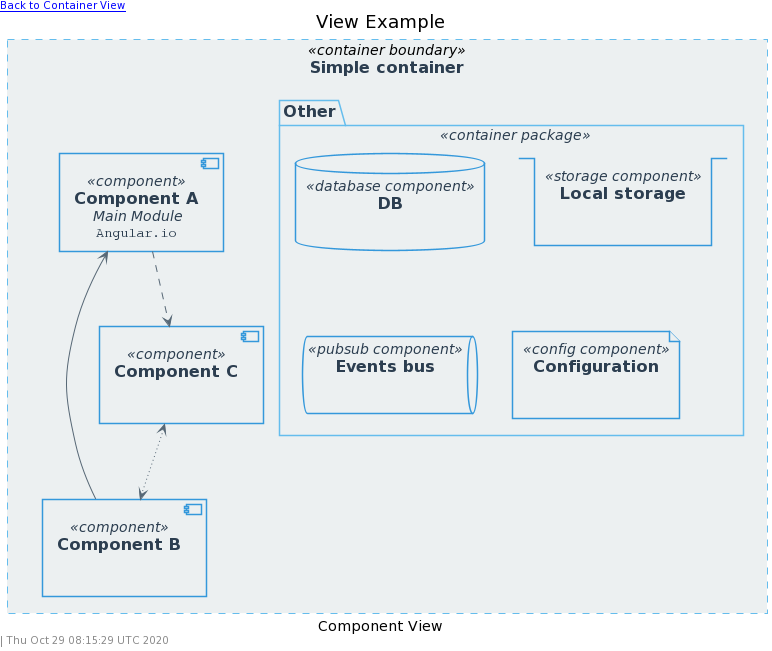 Back to Container View
View Example
«container boundary»
Simple container
Other
«container package»
«component»
Component A
Main Module
Angular.io
«database component»
DB
«storage component»
Local storage
«component»
Component C
«pubsub component»
Events bus
«config component»
Configuration
«component»
Component B
Component View
| Thu Oct 29 08:15:29 UTC 2020